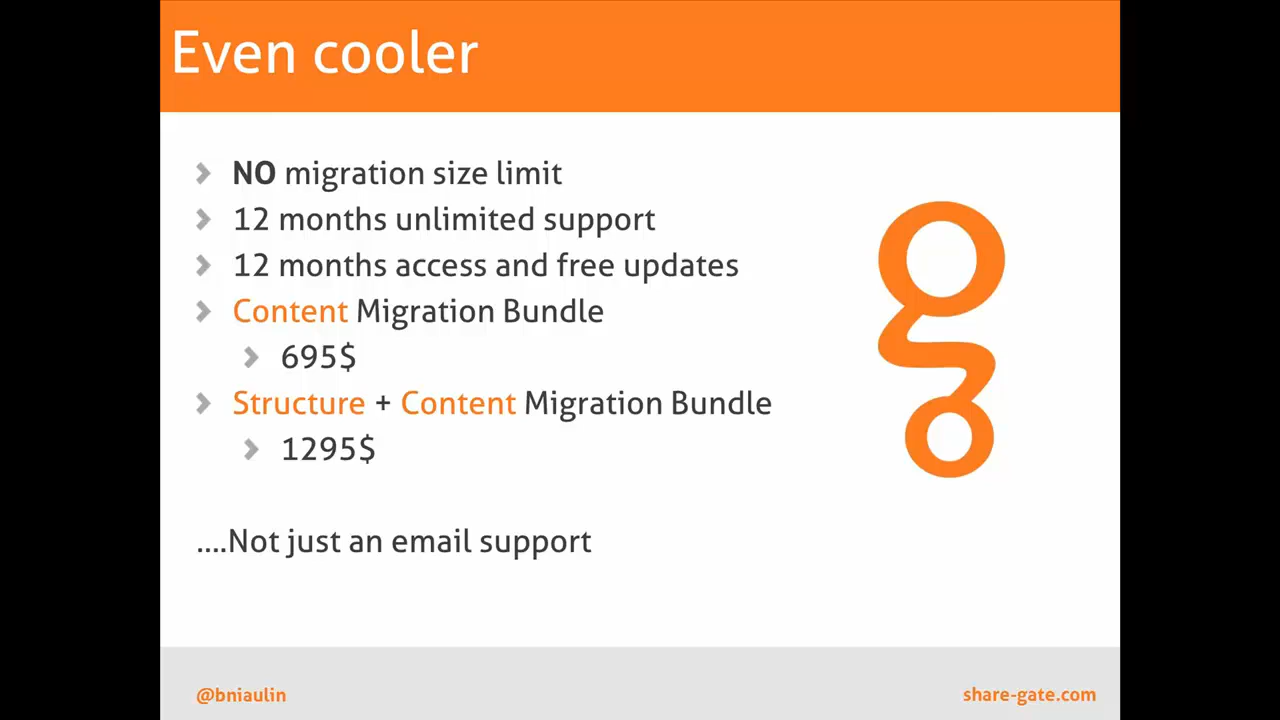 Even cooler
NO migration size limit
12 months unlimited support
12 months access and free updates
Content Migration Bundle
695$
Structure + Content Migration Bundle
1295$
....Not just an email support
@bniaulin
share-gate.com